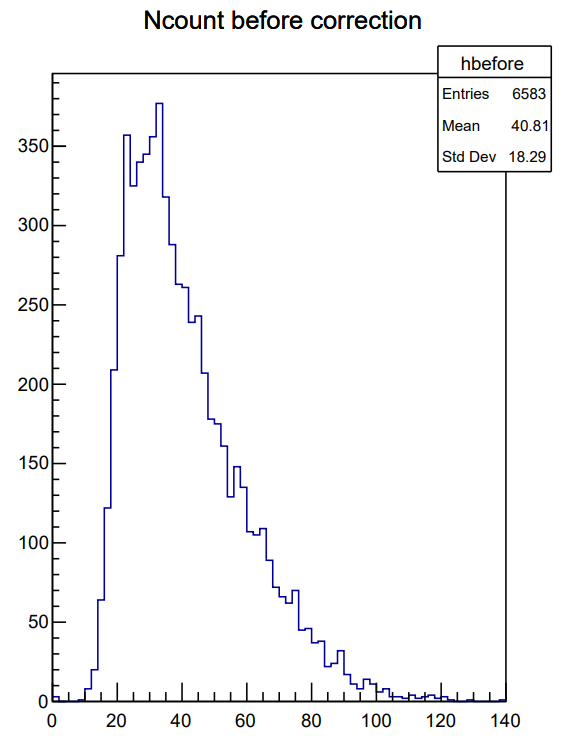 Ncount before correction
hbefore
Entries 6583
Mean 40.81
Std Dev 18.29
350
300
250
200
150
100
50
0
0 20 40 60 80 100 120 140